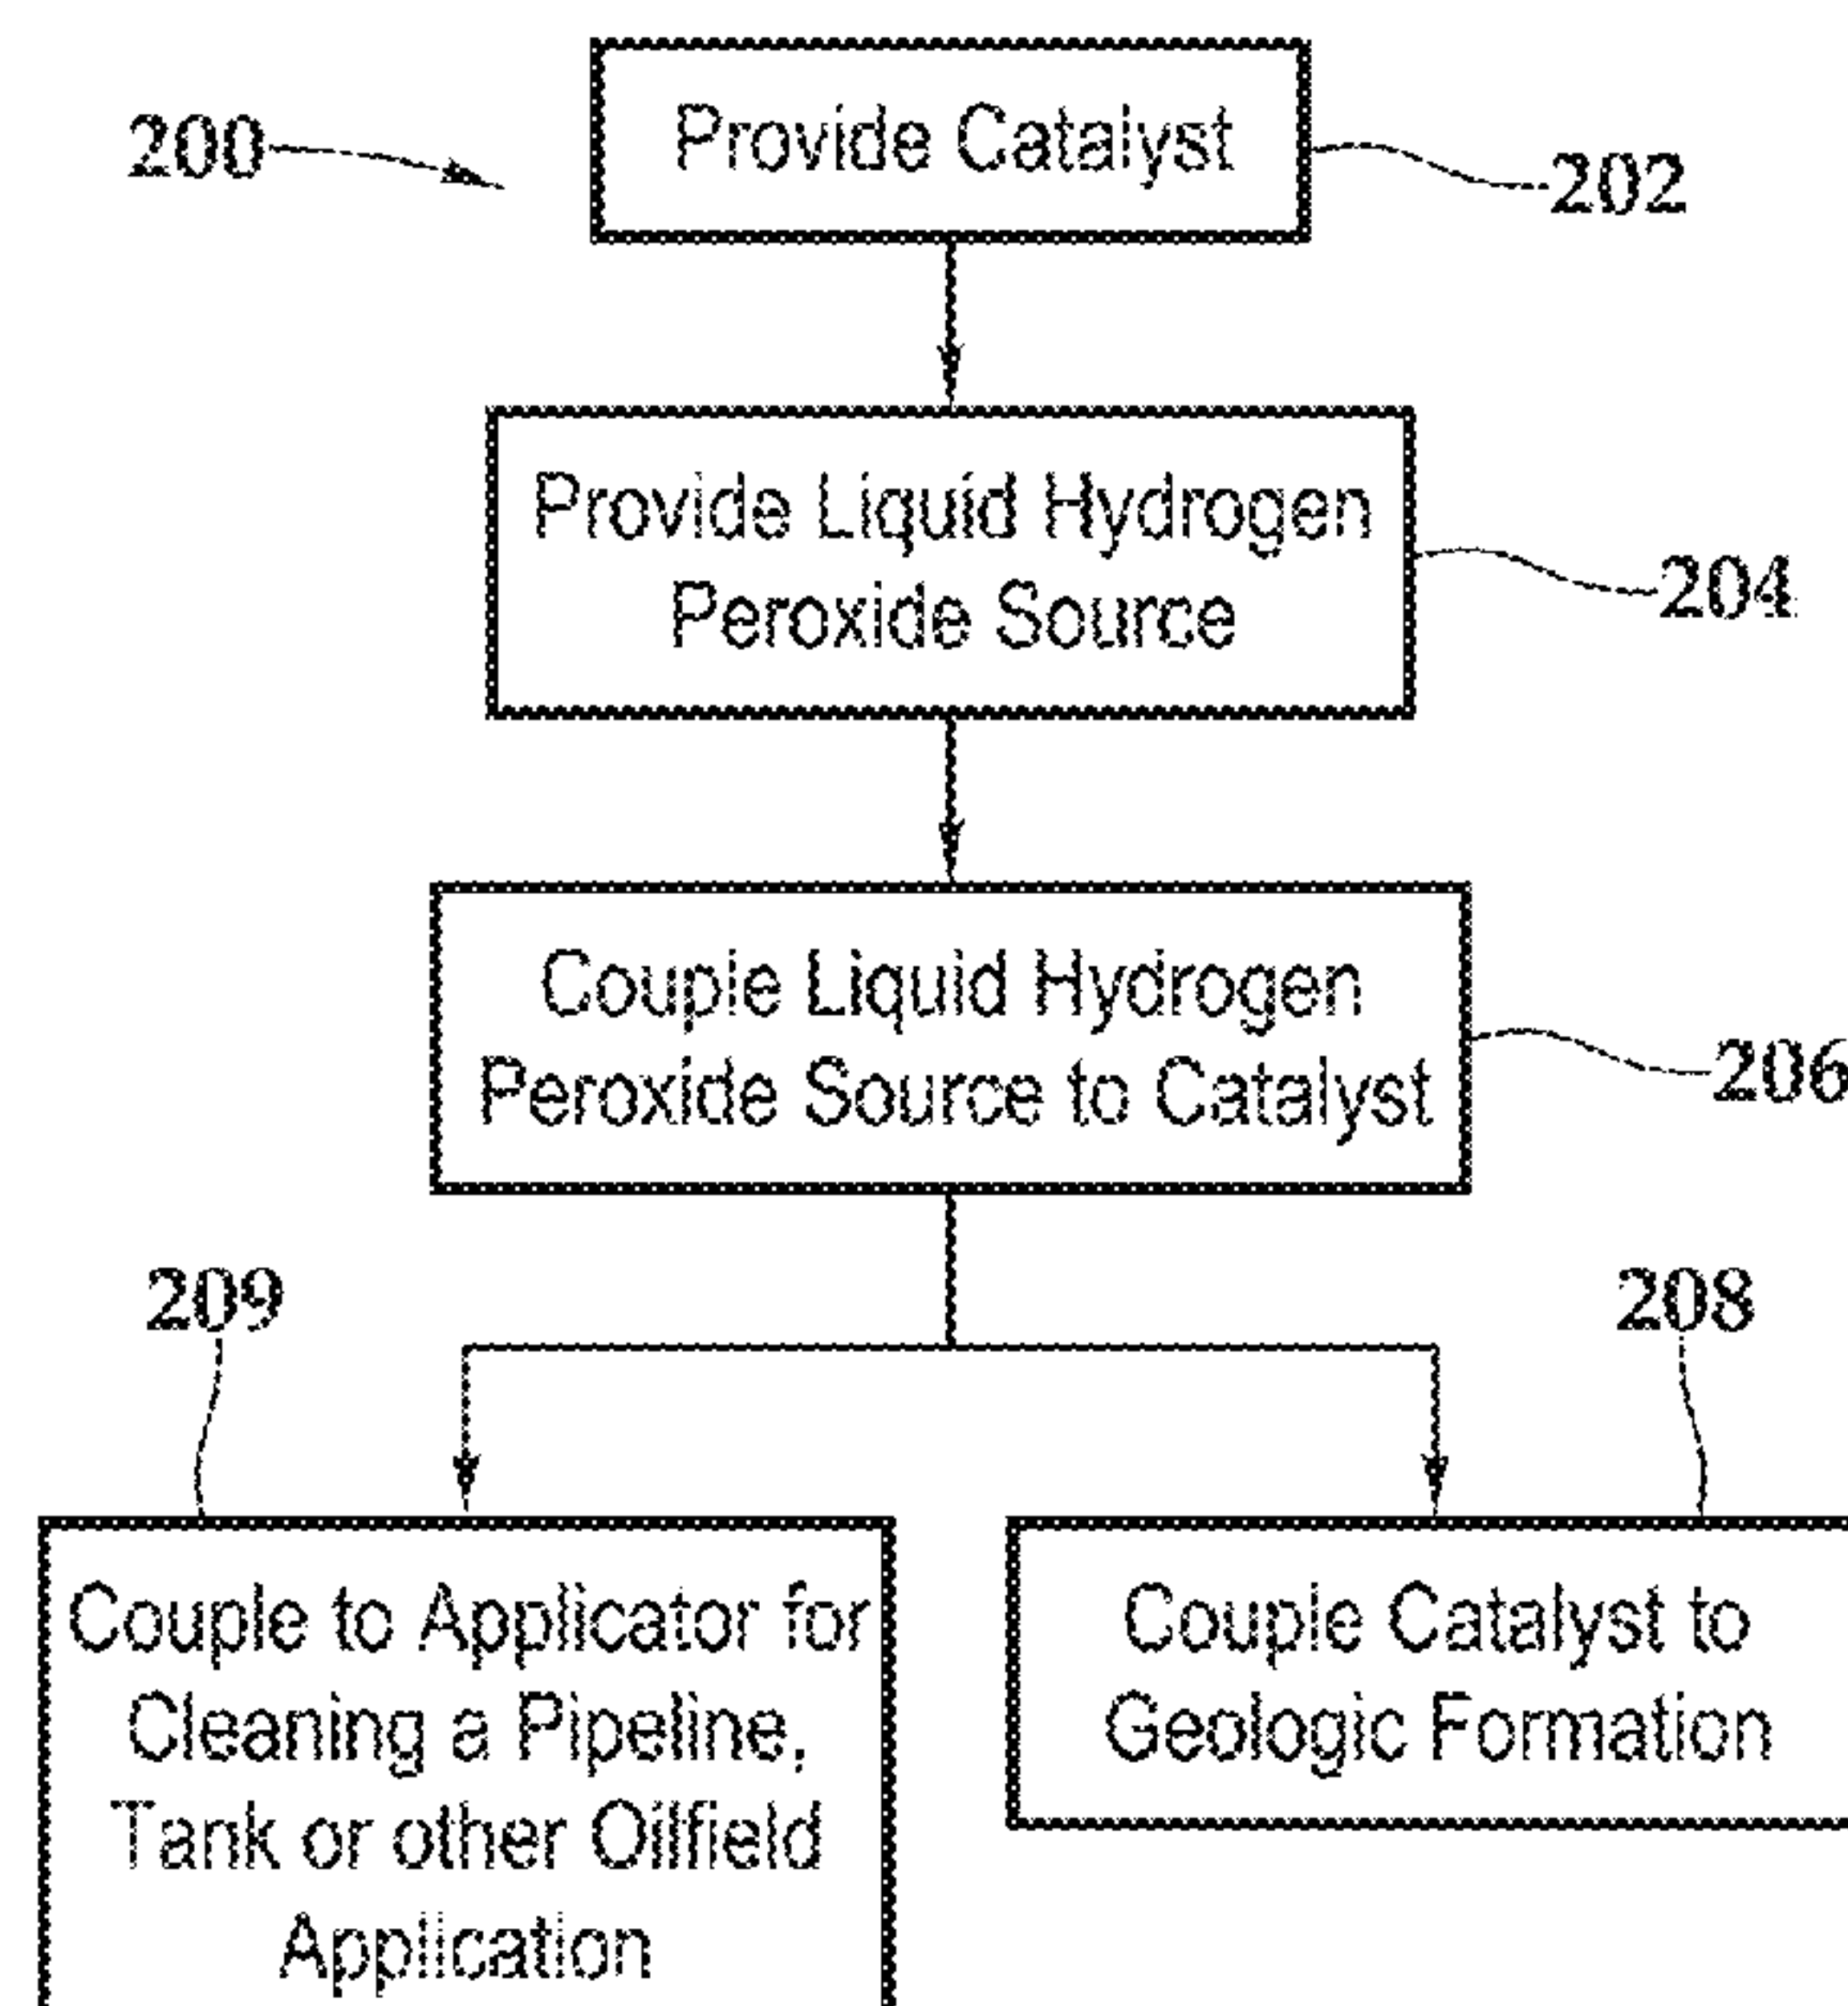 200
Provide Catalyst
202
Provide Liquid Hydrogen
Peroxide Source
204
Couple Liquid Hydrogen
Peroxide Source to Catalyst
206
209
208
Couple to Applicator for
Cleaning a Pipeline,
Tank or other Oilfield
Application
Couple Catalyst to
Geologic Formation